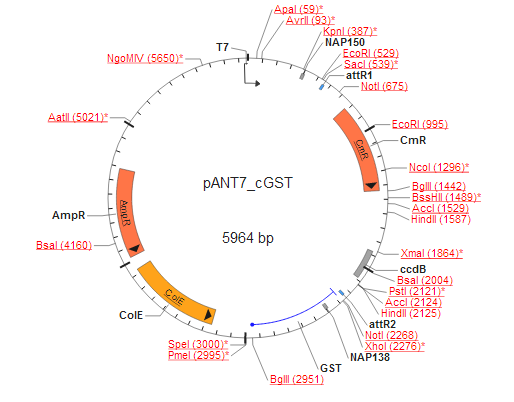 ApaI (59)*
AvrII (93)*
KpnI (387)*
NAP150
T7
EcoRI (529)
SacI (539)*
attR1
NotI (675)
NgoMIV (5650)*
EcoRI (995)
CmR
CmR
AatII (5021)*
NcoI (1296)*
BglII (1442)
BssHII (1489)*
AccI (1529)
HindII (1587)
pANT7_cGST
5964 bp
AmpR
AmpR
BsaI (4160)
XmaI (1864)*
ccdB
BsaI (2004)
PstI (2121)*
AccI (2124)
HindII (2125)
attR2
NotI (2268)
XhoI (2276)*
NAP138
GST
ColE
ColE
SpeI (3000)*
PmeI (2995)*
BglII (2951)